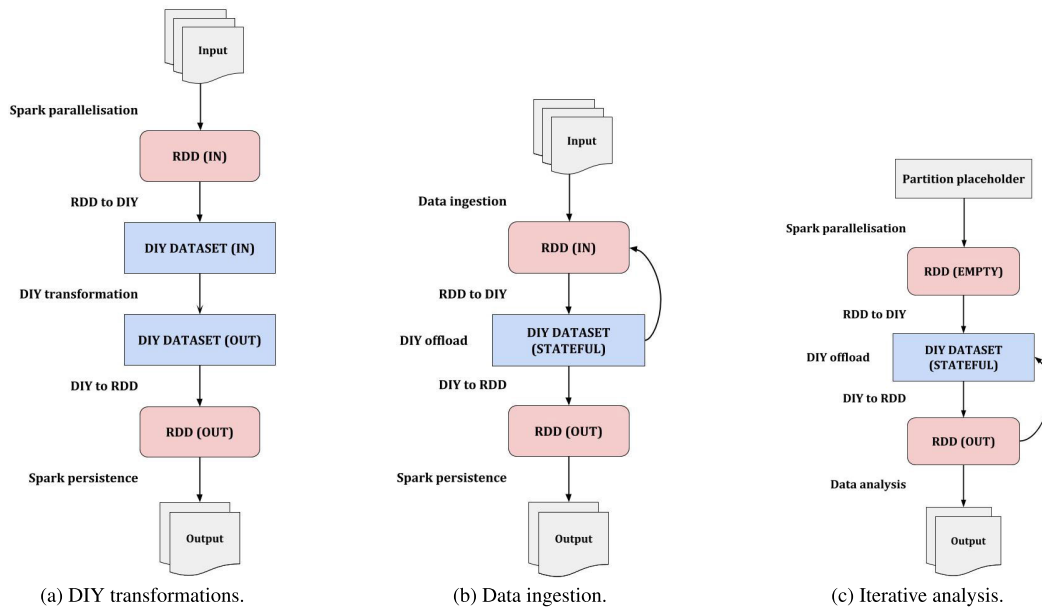 Input
Spark parallelisation
RDD (IN)
RDD to DIY
DIY DATASET (IN)
DIY transformation
DIY DATASET (OUT)
DIY to RDD
RDD (OUT)
Spark persistence
Output
(a) DIY transformations.
Input
Data ingestion
RDD (IN)
RDD to DIY
DIY offload
DIY DATASET
(STATEFUL)
DIY to RDD
RDD (OUT)
Spark persistence
Output
(b) Data ingestion.
Partition placeholder
Spark parallelisation
RDD (EMPTY)
RDD to DIY
DIY offload
DIY DATASET
(STATEFUL)
DIY to RDD
RDD (OUT)
Data analysis
Output
(c) Iterative analysis.